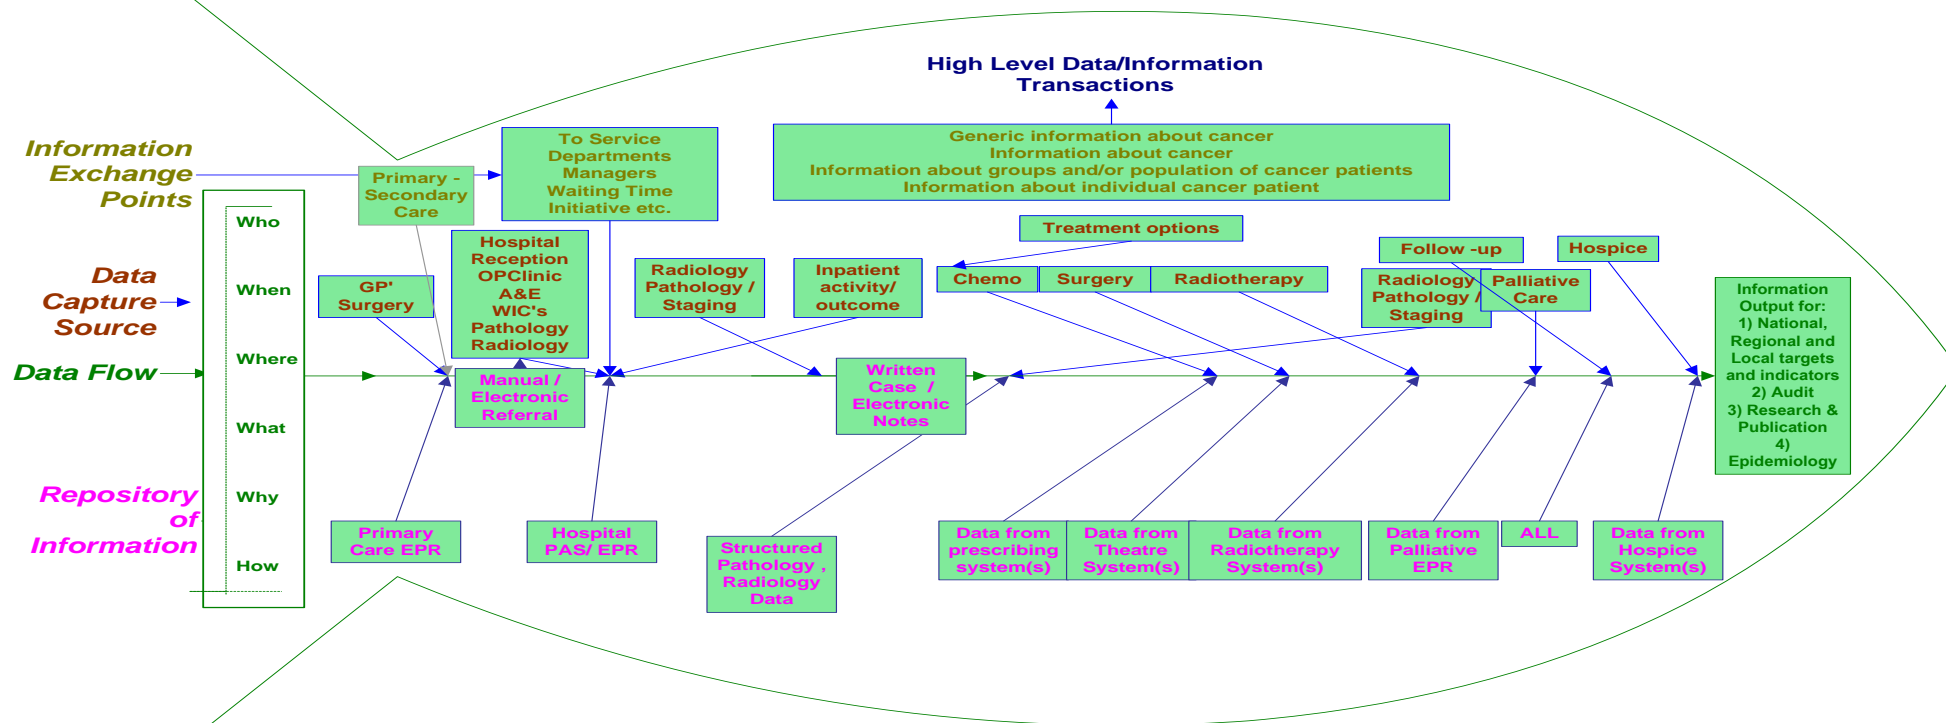 High Level Data/Information
Transactions
Generic information about cancer
Information about cancer
Information about groups and/or population of cancer patients
Information about individual cancer patient
Information
Exchange
Points
Primary -
Secondary
Care
To Service
Departments
Managers
Waiting Time
Initiative etc.
Data
Capture
Source
Data Flow
Repository
of
Information
Who
When
Where
What
Why
How
GP'
Surgery
Hospital
Reception
OPClinic
A&E
WIC's
Pathology
Radiology
Radiology
Pathology /
Staging
Inpatient
activity/
outcome
Treatment options
Chemo
Surgery
Radiotherapy
Radiology
Pathology /
Staging
Follow -up
Palliative
Care
Hospice
Manual /
Electronic
Referral
Written
Case  /
Electronic
Notes
Information
Output for:
1) National,
Regional and
Local targets
and indicators
2) Audit
3) Research &
Publication
4)
Epidemiology
Primary
Care EPR
Hospital
PAS/ EPR
Structured
Pathology ,
Radiology
Data
Data from
prescribing
system(s)
Data from
Theatre
System(s)
Data from
Radiotherapy
System(s)
Data from
Palliative
EPR
ALL
Data from
Hospice
System(s)